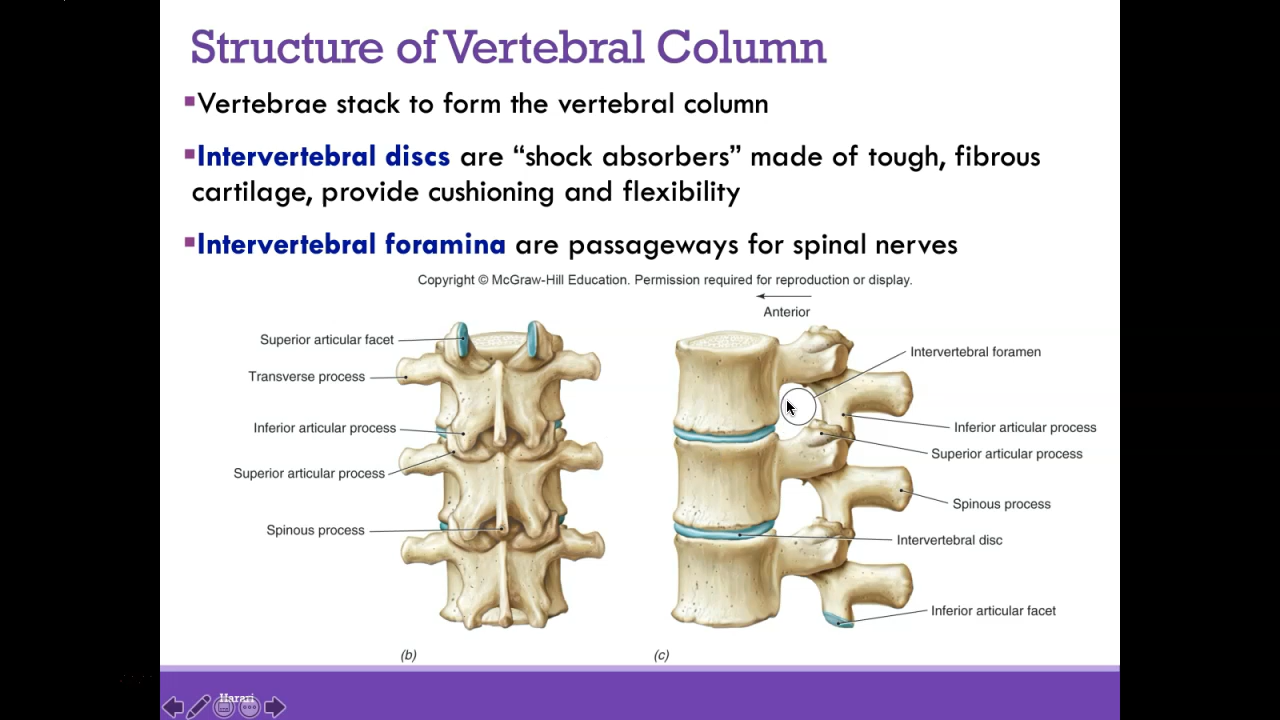 Structure of Vertebral Column
▪Vertebrae stack to form the vertebral column
▪Intervertebral discs are “shock absorbers” made of tough, fibrous
cartilage, provide cushioning and flexibility
▪Intervertebral foramina are passageways for spinal nerves
Copyright © McGraw-Hill Education. Permission required for reproduction or display.
Anterior
Superior articular facet
Transverse process
Inferior articular process
Superior articular process
Spinous process
(b)
Intervertebral foramen
Inferior articular process
Superior articular process
Spinous process
Intervertebral disc
Inferior articular facet
(c)
Harari